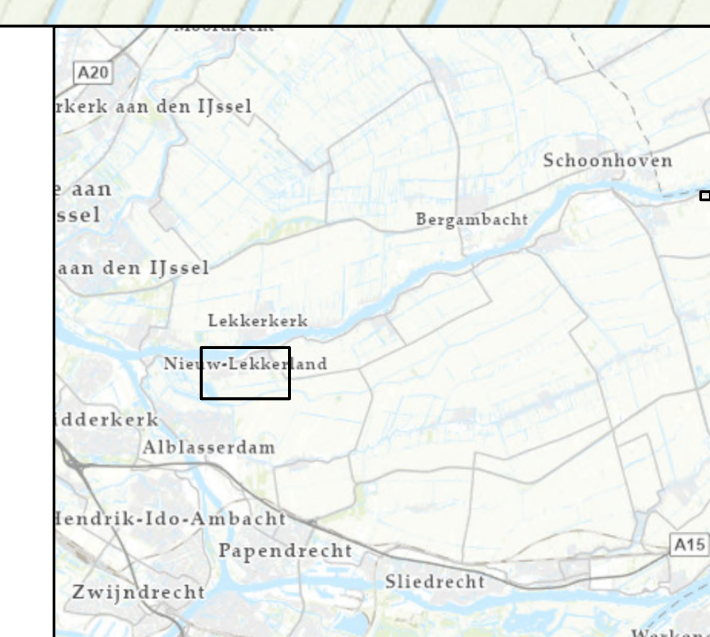 Moordrecht
A20
rkerk aan den IJssel
Schoonhoven
e aan
ssel
Bergambacht
aan den IJssel
Lekkerkerk
Nieuw-Lekkerland
idderkerk
Alblasserdam
Hendrik-Ido-Ambacht
A15
Papendrecht
Sliedrecht
Zwijndrecht